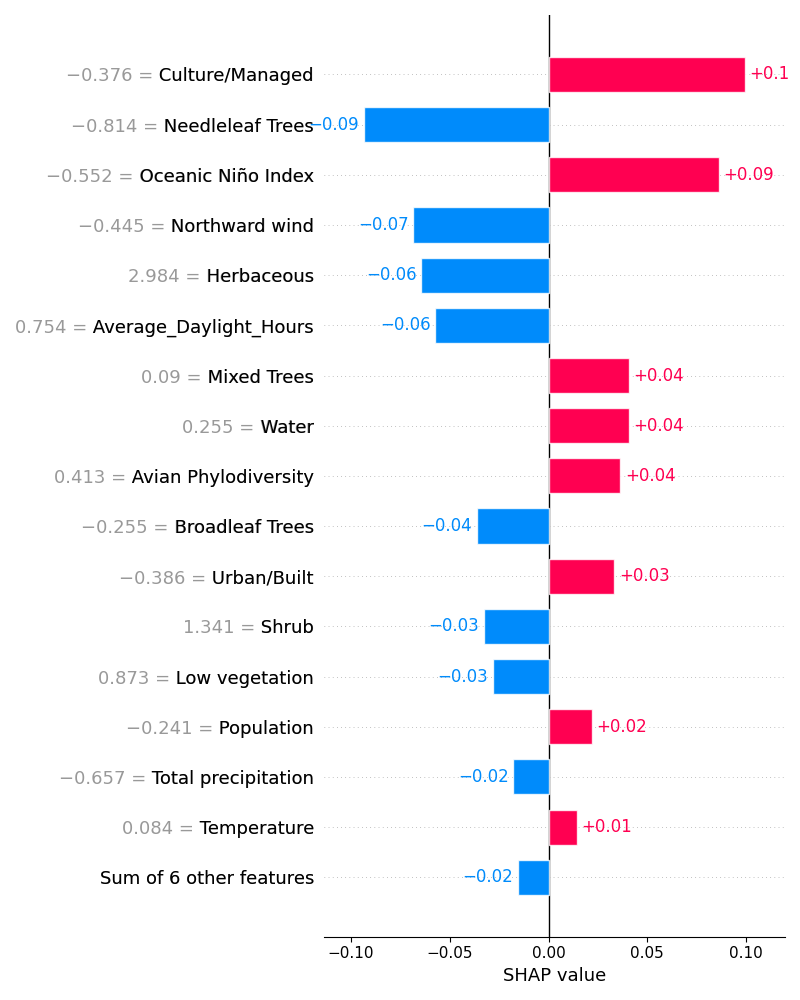 −0.376 = Culture/Managed +0.1
−0.814 = Needleleaf Trees −0.09
−0.552 = Oceanic Niño Index +0.09
−0.445 = Northward wind −0.07
2.984 = Herbaceous −0.06
0.754 = Average_Daylight_Hours −0.06
0.09 = Mixed Trees +0.04
0.255 = Water +0.04
0.413 = Avian Phylodiversity +0.04
−0.255 = Broadleaf Trees −0.04
−0.386 = Urban/Built +0.03
1.341 = Shrub −0.03
0.873 = Low vegetation −0.03
−0.241 = Population +0.02
−0.657 = Total precipitation −0.02
0.084 = Temperature +0.01
Sum of 6 other features −0.02
−0.10 −0.05 0.00 0.05 0.10
SHAP value